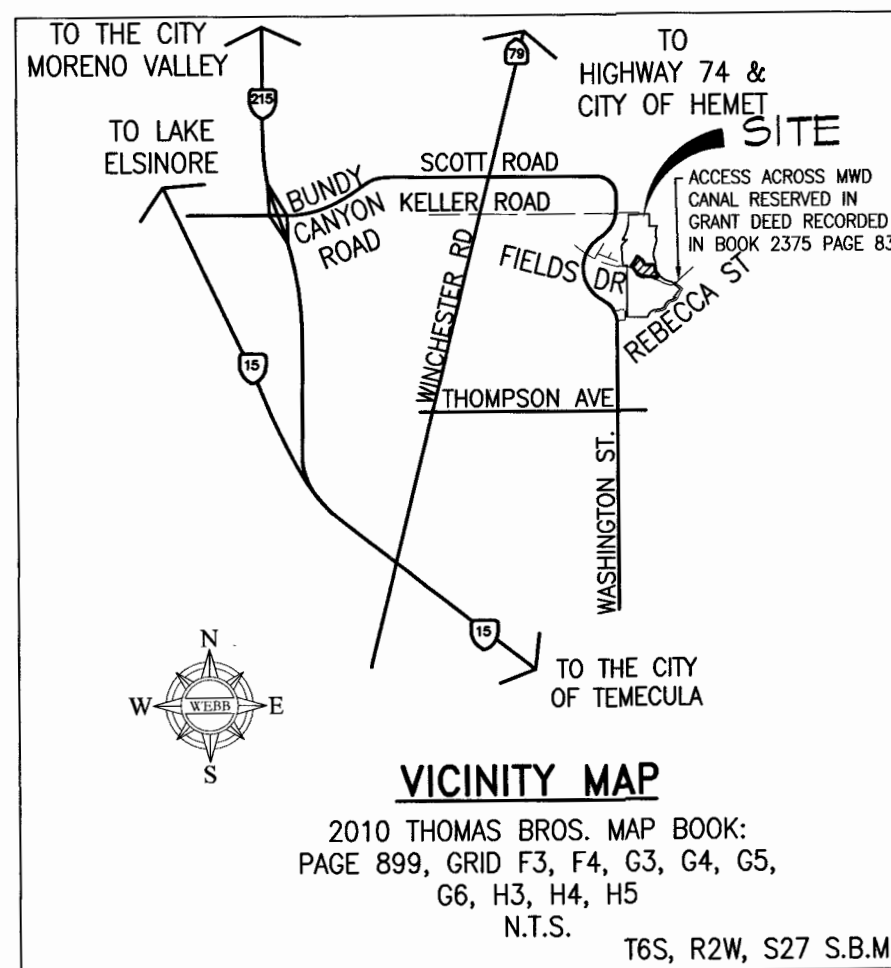 TO THE CITY
MORENO VALLEY
79
TO
HIGHWAY 74 &
CITY OF HEMET
215
TO LAKE
ELSINORE
SITE
SCOTT ROAD
ACCESS ACROSS MWD
CANAL RESERVED IN
GRANT DEED RECORDED
IN BOOK 2375 PAGE 83
BUNDY
CANYON
ROAD
KELLER ROAD
WINCHESTER RD
FIELDS DR
REBECCA ST
15
THOMPSON AVE
WASHINGTON ST.
15
TO THE CITY
OF TEMECULA
N
W
WEBB
E
S
VICINITY MAP
2010 THOMAS BROS. MAP BOOK:
PAGE 899, GRID F3, F4, G3, G4, G5,
G6, H3, H4, H5
N.T.S.
T6S, R2W, S27 S.B.M